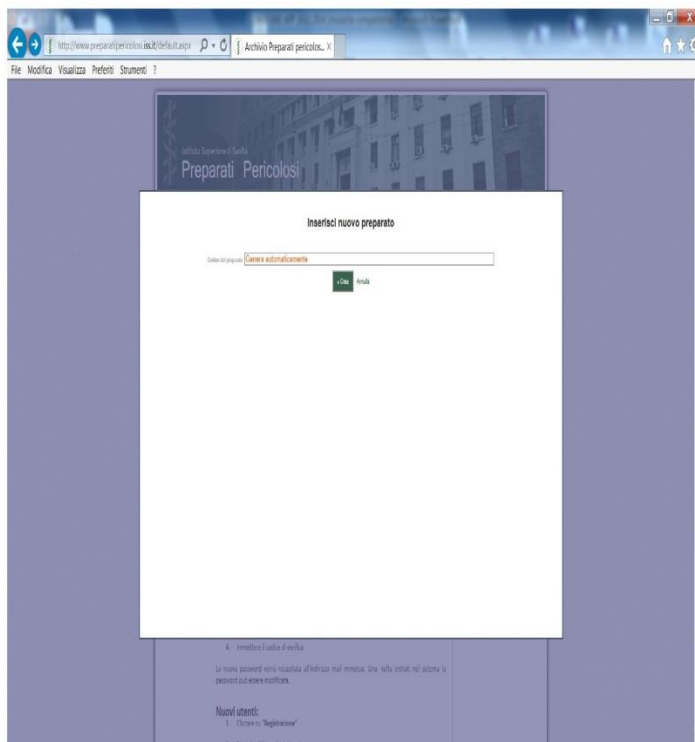 http://www.preparatipericolosi.iss.it/default.aspx
Archivio Preparati pericolos... ×
File Modifica Visualizza Preferiti Strumenti ?
Istituto Superiore di Sanità
Preparati Pericolosi
Inserisci nuovo preparato
Codice del preparato Genera automaticamente
Crea Annulla
4. Immettere il codice di verifica
La nuova password verrà recapitata all'indirizzo mail immesso. Una volta entrati nel sistema la
password può essere modificata.
Nuovi utenti:
1. Cliccare su "Registrazione"